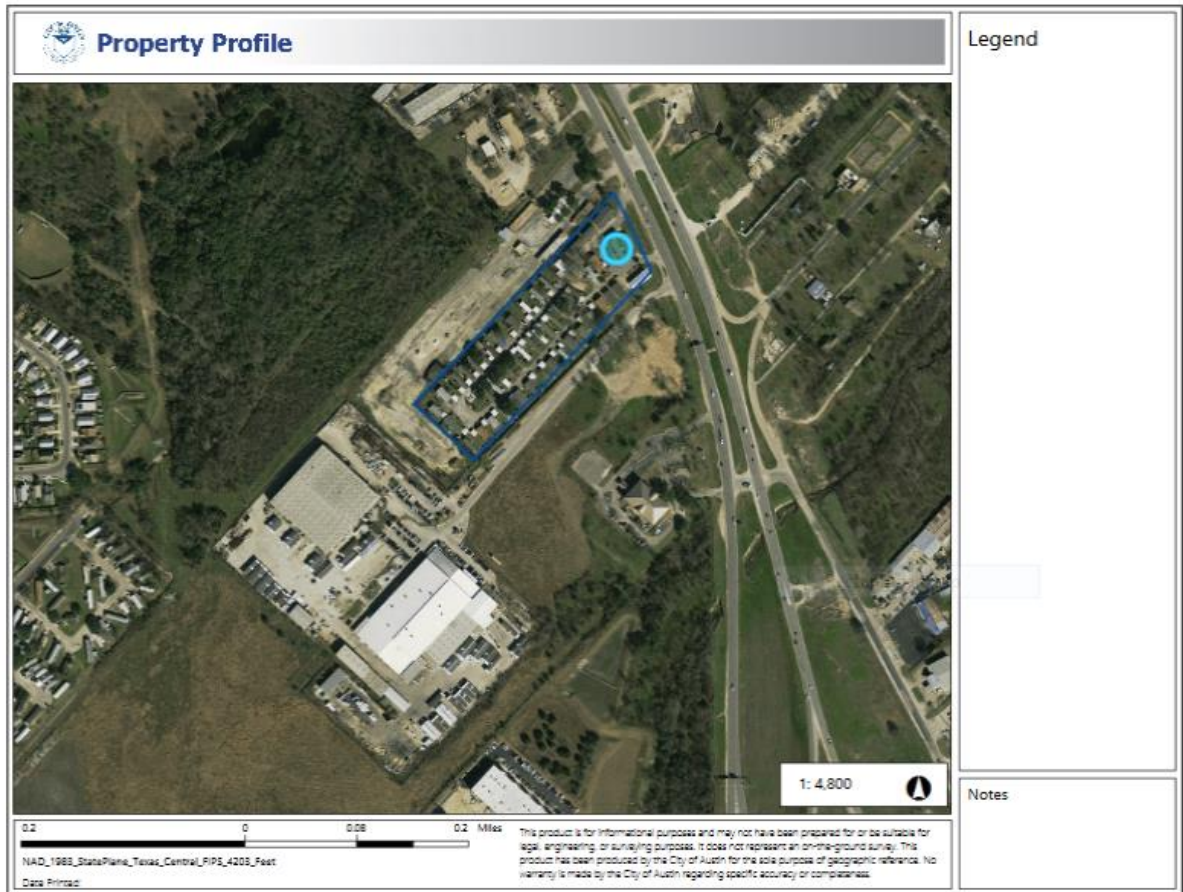 Property Profile
Legend
1: 4,800
Notes
0.2 0 0.08 0.2 Miles
NAD_1983_StatePlane_Texas_Central_FIPS_4203_Feet
Date Printed:
This product is for informational purposes and may not have been prepared for or be suitable for
legal, engineering, or surveying purposes. It does not represent an on-the-ground survey. This
product has been produced by the City of Austin for the sole purpose of geographic reference. No
warranty is made by the City of Austin regarding specific accuracy or completeness.